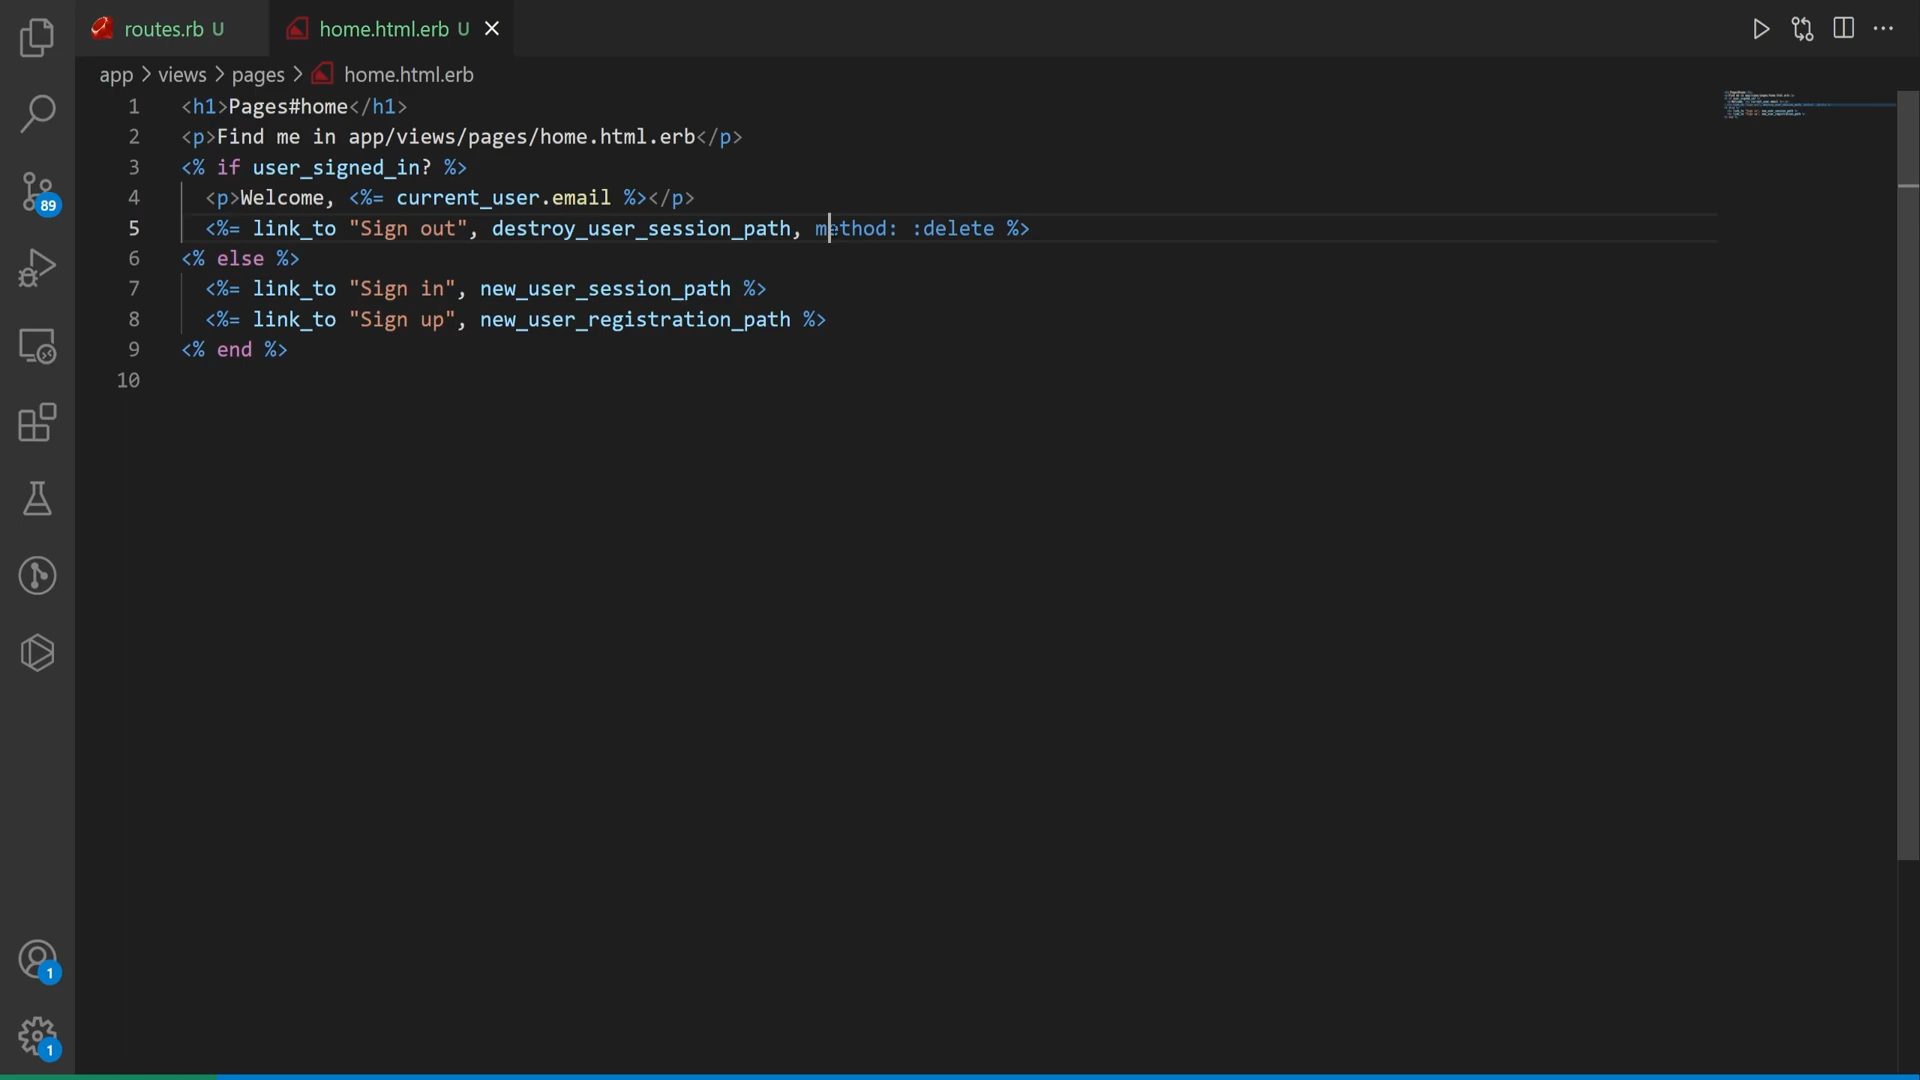 routes.rb U
home.html.erb U
app > views > pages > home.html.erb
1 <h1>Pages#home</h1>
2 <p>Find me in app/views/pages/home.html.erb</p>
3 <% if user_signed_in? %>
4 <p>Welcome, <%= current_user.email %></p>
5 <%= link_to "Sign out", destroy_user_session_path, method: :delete %>
6 <% else %>
7 <%= link_to "Sign in", new_user_session_path %>
8 <%= link_to "Sign up", new_user_registration_path %>
9 <% end %>
10
89
1
1